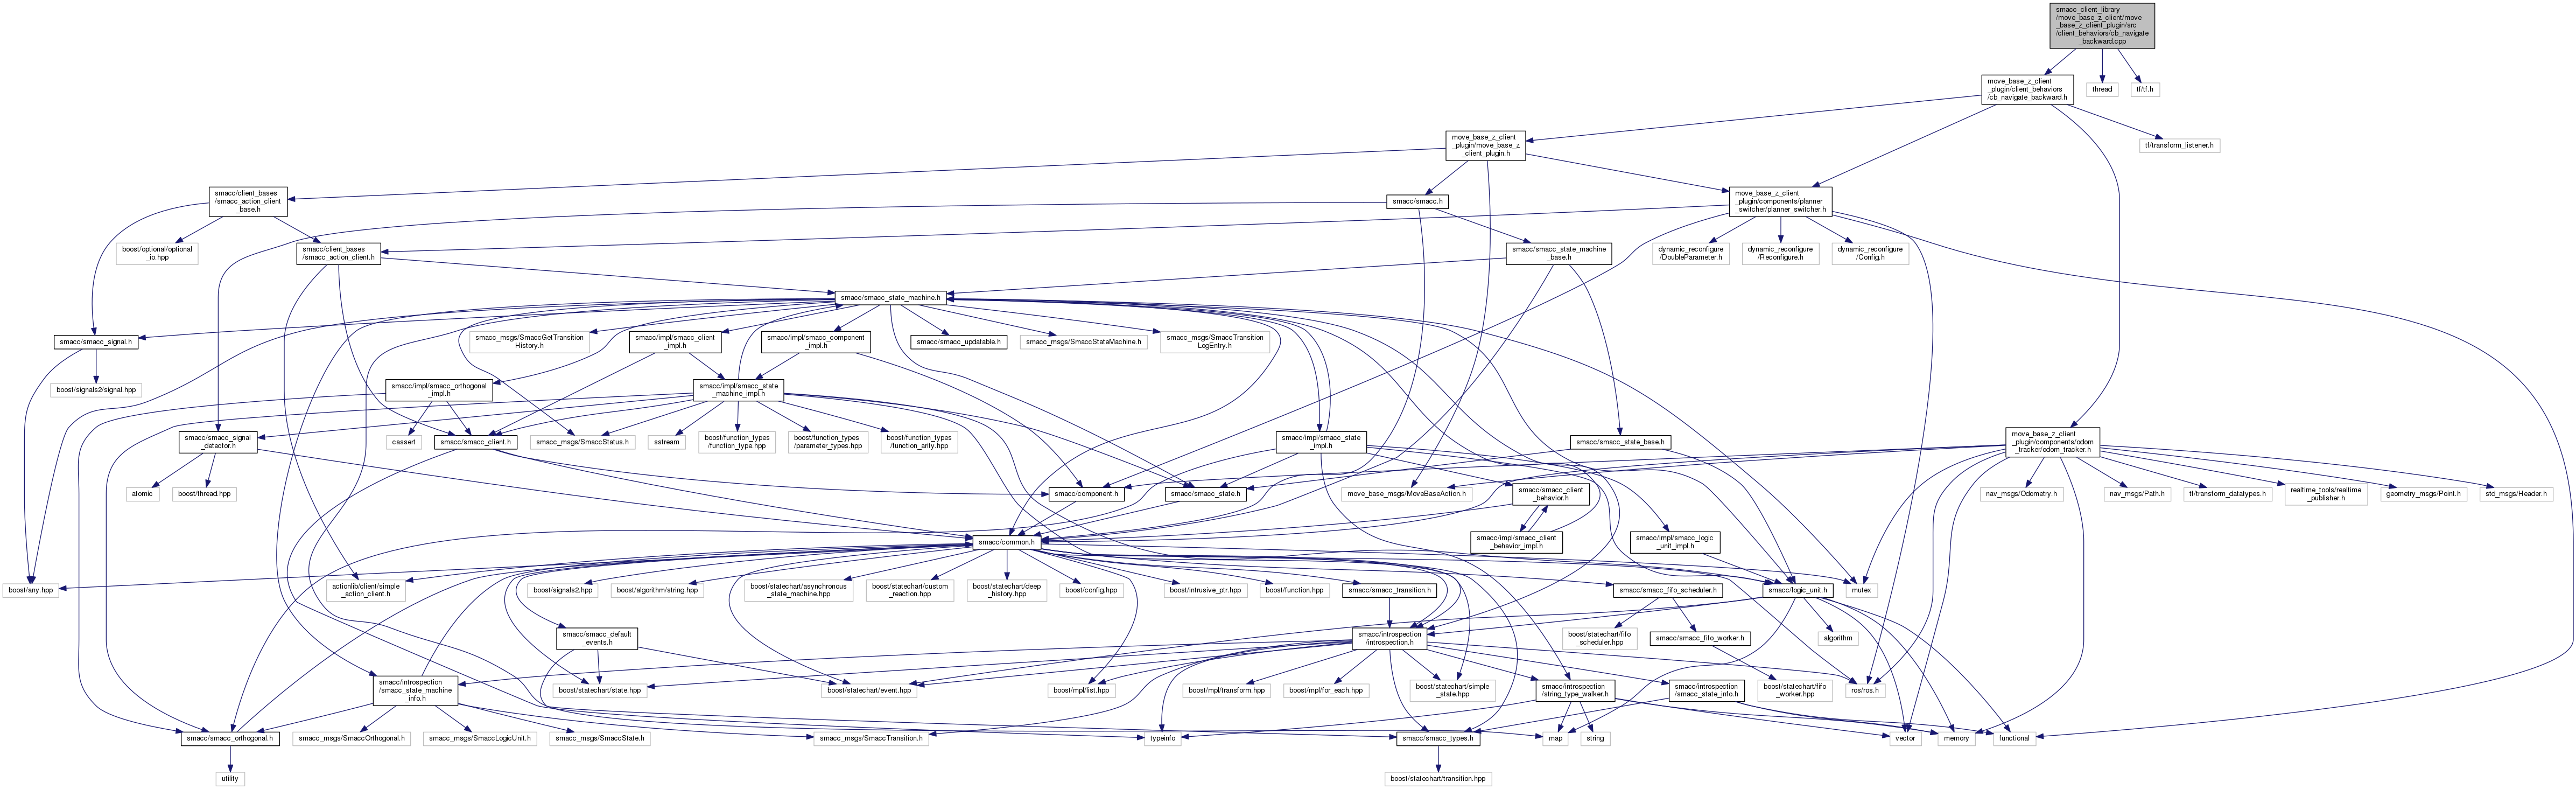 smacc_client_library
/move_base_z_client/move
_base_z_client_plugin/src
/client_behaviors/cb_navigate
_backward.cpp
move_base_z_client
_plugin/client_behaviors
/cb_navigate_backward.h
thread
tf/tf.h
move_base_z_client
_plugin/move_base_z
_client_plugin.h
tf/transform_listener.h
smacc/client_bases
/smacc_action_client
_base.h
smacc/smacc.h
move_base_z_client
_plugin/components/planner
_switcher/planner_switcher.h
boost/optional/optional
_io.hpp
smacc/client_bases
/smacc_action_client.h
smacc/smacc_state_machine
_base.h
dynamic_reconfigure
/DoubleParameter.h
dynamic_reconfigure
/Reconfigure.h
dynamic_reconfigure
/Config.h
smacc/smacc_state_machine.h
smacc/smacc_signal.h
smacc_msgs/SmaccGetTransition
History.h
smacc/impl/smacc_client
_impl.h
smacc/impl/smacc_component
_impl.h
smacc/smacc_updatable.h
smacc_msgs/SmaccStateMachine.h
smacc_msgs/SmaccTransition
LogEntry.h
boost/signals2/signal.hpp
smacc/impl/smacc_orthogonal
_impl.h
smacc/impl/smacc_state
_machine_impl.h
smacc/smacc_signal
_detector.h
cassert
smacc/smacc_client.h
smacc_msgs/SmaccStatus.h
sstream
boost/function_types
/function_type.hpp
boost/function_types
/parameter_types.hpp
boost/function_types
/function_arity.hpp
smacc/impl/smacc_state
_impl.h
smacc/smacc_state_base.h
move_base_z_client
_plugin/components/odom
_tracker/odom_tracker.h
atomic
boost/thread.hpp
smacc/component.h
smacc/smacc_state.h
move_base_msgs/MoveBaseAction.h
smacc/smacc_client
_behavior.h
nav_msgs/Odometry.h
nav_msgs/Path.h
tf/transform_datatypes.h
realtime_tools/realtime
_publisher.h
geometry_msgs/Point.h
std_msgs/Header.h
smacc/common.h
smacc/impl/smacc_client
_behavior_impl.h
smacc/impl/smacc_logic
_unit_impl.h
boost/any.hpp
actionlib/client/simple
_action_client.h
boost/signals2.hpp
boost/algorithm/string.hpp
boost/statechart/asynchronous
_state_machine.hpp
boost/statechart/custom
_reaction.hpp
boost/statechart/deep
_history.hpp
boost/config.hpp
boost/intrusive_ptr.hpp
boost/function.hpp
smacc/smacc_transition.h
smacc/smacc_fifo_scheduler.h
smacc/logic_unit.h
mutex
smacc/smacc_default
_events.h
smacc/introspection
/introspection.h
boost/statechart/fifo
_scheduler.hpp
smacc/smacc_fifo_worker.h
algorithm
smacc/introspection
/smacc_state_machine
_info.h
boost/statechart/state.hpp
boost/statechart/event.hpp
boost/mpl/list.hpp
boost/mpl/transform.hpp
boost/mpl/for_each.hpp
boost/statechart/simple
_state.hpp
smacc/introspection
/string_type_walker.h
smacc/introspection
/smacc_state_info.h
boost/statechart/fifo
_worker.hpp
ros/ros.h
smacc/smacc_orthogonal.h
smacc_msgs/SmaccOrthogonal.h
smacc_msgs/SmaccLogicUnit.h
smacc_msgs/SmaccState.h
smacc_msgs/SmaccTransition.h
typeinfo
smacc/smacc_types.h
map
string
vector
memory
functional
utility
boost/statechart/transition.hpp